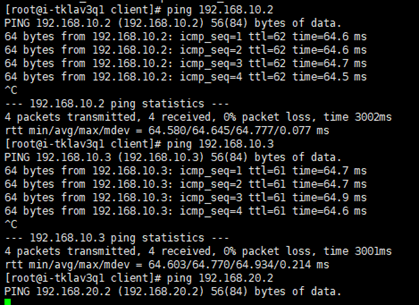 [root@i-tklav3q1 client]# ping 192.168.10.2
PING 192.168.10.2 (192.168.10.2) 56(84) bytes of data.
64 bytes from 192.168.10.2: icmp_seq=1 ttl=62 time=64.6 ms
64 bytes from 192.168.10.2: icmp_seq=2 ttl=62 time=64.6 ms
64 bytes from 192.168.10.2: icmp_seq=3 ttl=62 time=64.7 ms
64 bytes from 192.168.10.2: icmp_seq=4 ttl=62 time=64.5 ms
^C
--- 192.168.10.2 ping statistics ---
4 packets transmitted, 4 received, 0% packet loss, time 3002ms
rtt min/avg/max/mdev = 64.580/64.645/64.777/0.077 ms
[root@i-tklav3q1 client]# ping 192.168.10.3
PING 192.168.10.3 (192.168.10.3) 56(84) bytes of data.
64 bytes from 192.168.10.3: icmp_seq=1 ttl=61 time=64.7 ms
64 bytes from 192.168.10.3: icmp_seq=2 ttl=61 time=64.7 ms
64 bytes from 192.168.10.3: icmp_seq=3 ttl=61 time=64.9 ms
64 bytes from 192.168.10.3: icmp_seq=4 ttl=61 time=64.6 ms
^C
--- 192.168.10.3 ping statistics ---
4 packets transmitted, 4 received, 0% packet loss, time 3001ms
rtt min/avg/max/mdev = 64.603/64.770/64.934/0.214 ms
[root@i-tklav3q1 client]# ping 192.168.20.2
PING 192.168.20.2 (192.168.20.2) 56(84) bytes of data.